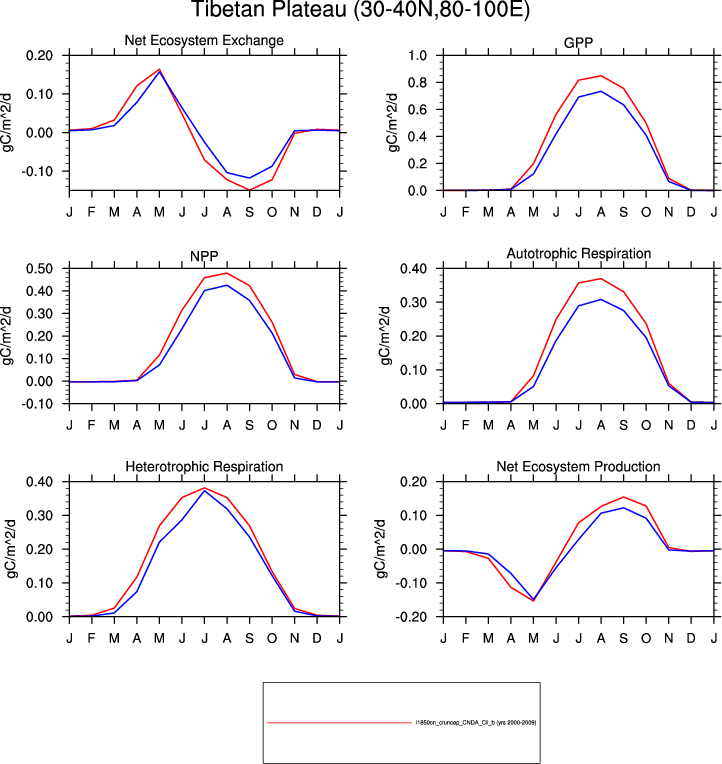 Tibetan Plateau (30-40N,80-100E)
Net Ecosystem Exchange
gC/m^2/d
0.20
0.10
0.00
-0.10
J F M A M J J A S O N D J
GPP
gC/m^2/d
1.0
0.8
0.6
0.4
0.2
0.0
J F M A M J J A S O N D J
NPP
gC/m^2/d
0.50
0.40
0.30
0.20
0.10
0.00
-0.10
J F M A M J J A S O N D J
Autotrophic Respiration
gC/m^2/d
0.40
0.30
0.20
0.10
0.00
J F M A M J J A S O N D J
Heterotrophic Respiration
gC/m^2/d
0.40
0.30
0.20
0.10
0.00
J F M A M J J A S O N D J
Net Ecosystem Production
gC/m^2/d
0.20
0.10
0.00
-0.10
-0.20
J F M A M J J A S O N D J
(yrs 2000-2009)